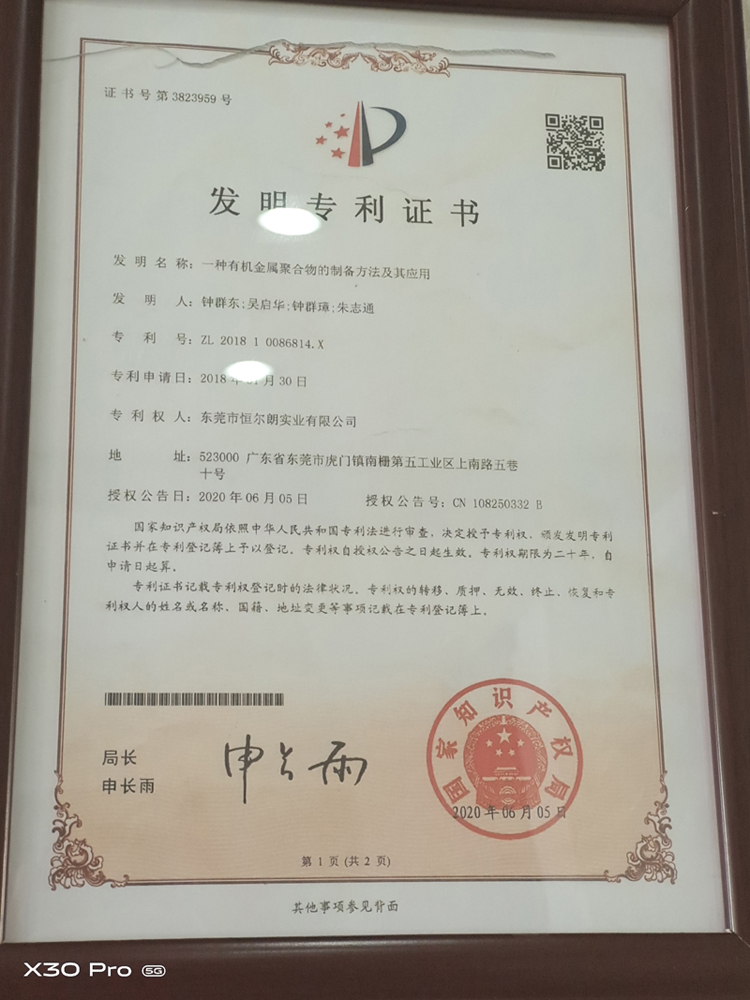 证书号第3823959号
发明专利证书
发明名称：一种有机金属聚合物的制备方法及其应用
发明人：钟群东;吴启华;钟群璋;朱志通
专利号：ZL 2018 1 0086814.X
专利申请日：2018年01月30日
专利权人：东莞市恒尔朗实业有限公司
地址：523000 广东省东莞市虎门镇南栅第五工业区上南路五巷
十号
授权公告日：2020年06月05日 授权公告号：CN 108250332 B
国家知识产权局依照中华人民共和国专利法进行审查，决定授予专利权，颁发发明专利
证书并在专利登记簿上予以登记。专利权自授权公告之日起生效。专利权期限为二十年，自
申请日起算。
专利证书记载专利权登记时的法律状况。专利权的转移、质押、无效、终止、恢复和专
利权人的姓名或名称、国籍、地址变更等事项记载在专利登记簿上。
局长
申长雨
申长雨
国家知识产权局
2020年06月05日
第1页(共2页)
其他事项参见背面
X30 Pro 5G